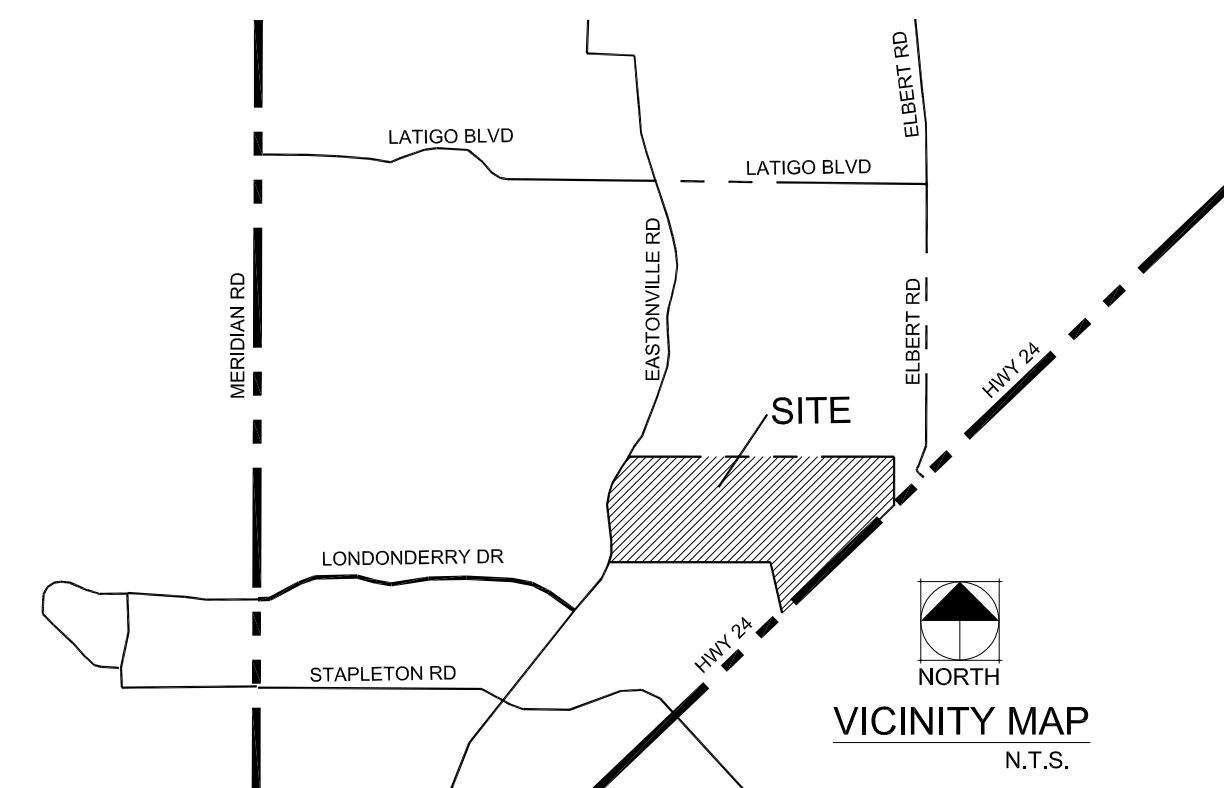 ELBERT RD
LATIGO BLVD
LATIGO BLVD
MERIDIAN RD
EASTONVILLE RD
ELBERT RD
HWY 24
SITE
LONDONDERRY DR
HWY 24
STAPLETON RD
NORTH
VICINITY MAP
N.T.S.